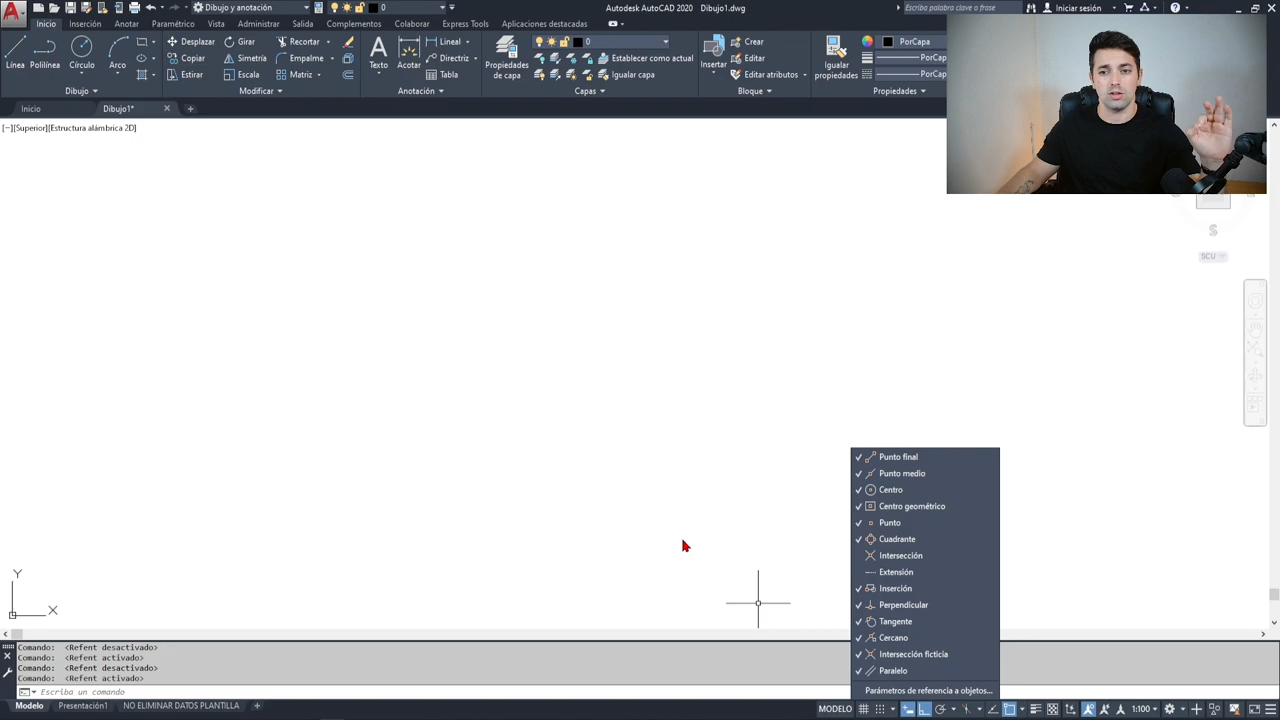 Dibujo y anotación
0
Autodesk AutoCAD 2020 Dibujo1.dwg
Escriba palabra clave o frase
Iniciar sesión
Inicio Inserción Anotar Paramétrico Vista Administrar Salida Complementos Colaborar Express Tools Aplicaciones destacadas
Línea Polilínea Círculo Arco
Desplazar Girar Recortar
Copiar Simetría Empalme
Estirar Escala Matriz
Texto Acotar
Lineal
Directriz
Tabla
Propiedades de capa
0
Establecer como actual
Igualar capa
Insertar
Crear
Editar
Editar atributos
Igualar propiedades
PorCapa
PorCapa
PorCapa
Dibujo Modificar Anotación Capas Bloque Propiedades
Inicio Dibujo1*
[−][Superior][Estructura alámbrica 2D]
S
SCU
Punto final
Punto medio
Centro
Centro geométrico
Punto
Cuadrante
Intersección
Extensión
Inserción
Perpendicular
Tangente
Cercano
Intersección ficticia
Paralelo
Parámetros de referencia a objetos...
Y
X
Comando: <Refent desactivado>
Comando: <Refent activado>
Comando: <Refent desactivado>
Comando: <Refent activado>
Escriba un comando
Modelo Presentación1 NO ELIMINAR DATOS PLANTILLA
MODELO
1:100